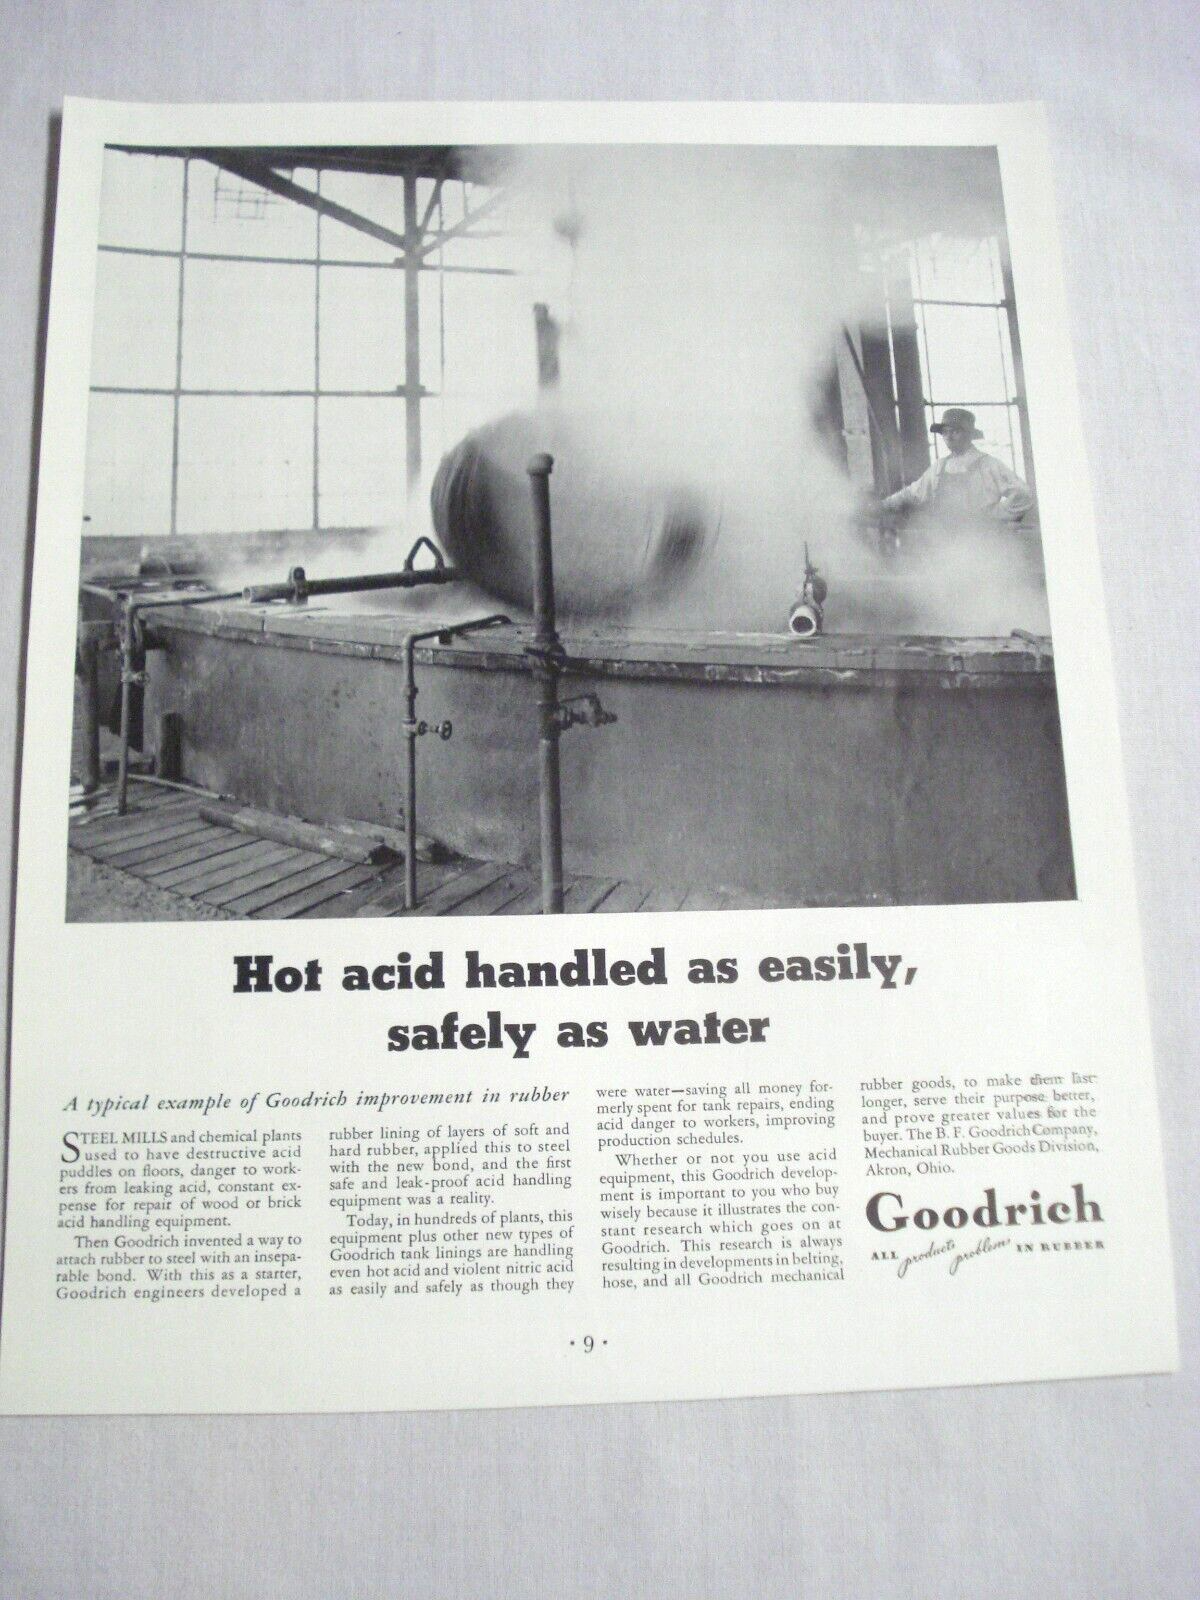 Hot acid handled as easily,
safely as water
A typical example of Goodrich improvement in rubber
STEEL MILLS and chemical plants
used to have destructive acid
puddles on floors, danger to work-
ers from leaking acid, constant ex-
pense for repair of wood or brick
acid handling equipment.
Then Goodrich invented a way to
attach rubber to steel with an insepa-
rable bond. With this as a starter,
Goodrich engineers developed a
rubber lining of layers of soft and
hard rubber, applied this to steel
with the new bond, and the first
safe and leak-proof acid handling
equipment was a reality.
Today, in hundreds of plants, this
equipment plus other new types of
Goodrich tank linings are handling
even hot acid and violent nitric acid
as easily and safely as though they
were water—saving all money for-
merly spent for tank repairs, ending
acid danger to workers, improving
production schedules.
Whether or not you use acid
equipment, this Goodrich develop-
ment is important to you who buy
wisely because it illustrates the con-
stant research which goes on at
Goodrich. This research is always
resulting in developments in belting,
hose, and all Goodrich mechanical
rubber goods, to make them last
longer, serve their purpose better,
and prove greater values for the
buyer. The B. F. Goodrich Company,
Mechanical Rubber Goods Division,
Akron, Ohio.
Goodrich
ALL products problems IN RUBBER
· 9 ·